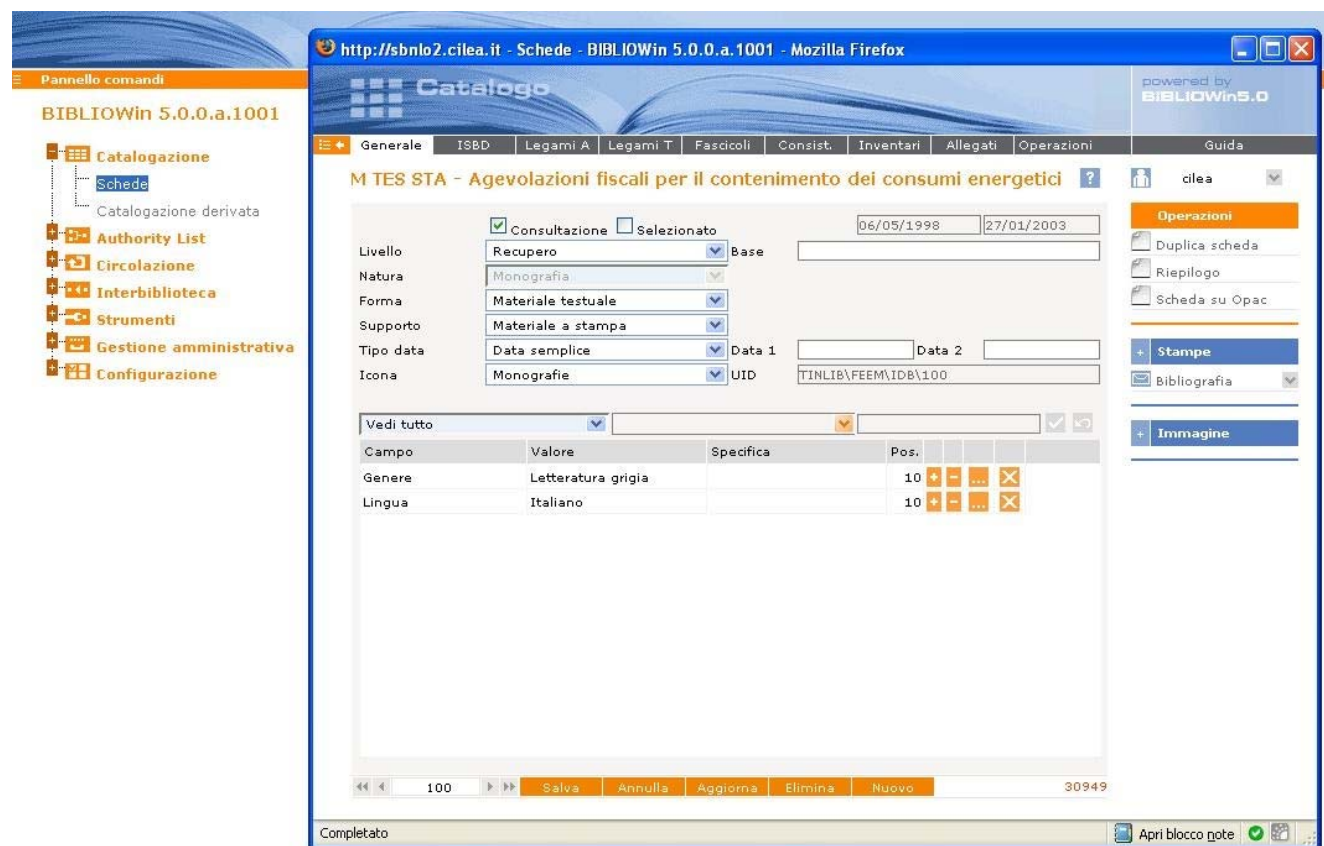 http://sbnlo2.cilea.it - Schede - BIBLIOWin 5.0.0.a.1001 - Mozilla Firefox
Pannello comandi
BIBLIOWin 5.0.0.a.1001
Catalogazione
Schede
Catalogazione derivata
Authority List
Circolazione
Interbiblioteca
Strumenti
Gestione amministrativa
Configurazione
Catalogo
powered by
BIBLIOWin5.0
Generale ISBD Legami A Legami T Fascicoli Consist. Inventari Allegati Operazioni Guida
M TES STA - Agevolazioni fiscali per il contenimento dei consumi energetici ?
Consultazione Selezionato 06/05/1998 27/01/2003
Livello Recupero Base
Natura Monografia
Forma Materiale testuale
Supporto Materiale a stampa
Tipo data Data semplice Data 1 Data 2
Icona Monografie UID TINLIB\FEEM\IDB\100
Vedi tutto
Campo Valore Specifica Pos.
Genere Letteratura grigia 10 + - ...
Lingua Italiano 10 + - ...
100 Salva Annulla Aggiorna Elimina Nuovo 30949
cilea
Operazioni
Duplica scheda
Riepilogo
Scheda su Opac
+ Stampe
Bibliografia
+ Immagine
Completato Apri blocco note